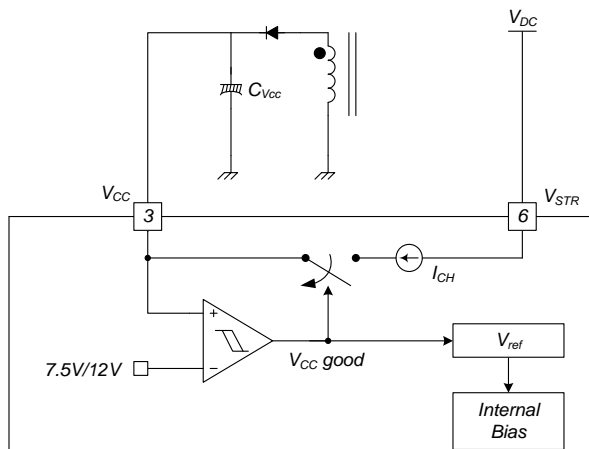 V_DC
C_Vcc
V_CC
3
6
V_STR
I_CH
+
7.5V/12V
−
V_CC good
V_ref
Internal
Bias